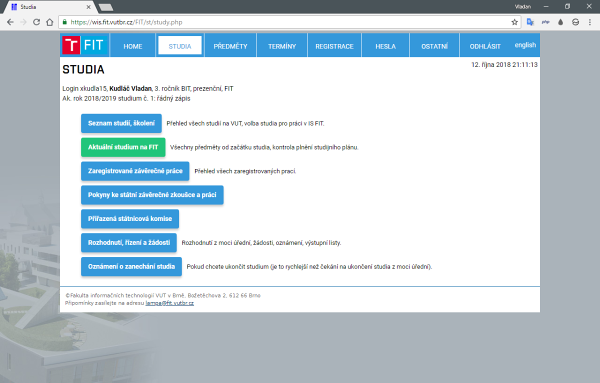 Studia
Vladan
https://wis.fit.vutbr.cz/FIT/st/study.php
T FIT HOME STUDIA PŘEDMĚTY TERMÍNY REGISTRACE HESLA OSTATNÍ ODHLÁSIT english
STUDIA
12. října 2018 21:11:13
Login xkudla15, Kudláč Vladan, 3. ročník BIT, prezenční, FIT
Ak. rok 2018/2019 studium č. 1: řádný zápis
Seznam studií, školení Přehled všech studií na VUT, volba studia pro práci v IS FIT.
Aktuální studium na FIT Všechny předměty od začátku studia, kontrola plnění studijního plánu.
Zaregistrované závěrečné práce Přehled všech zaregistrovaných prací.
Pokyny ke státní závěrečné zkoušce a práci
Přiřazená státnicová komise
Rozhodnutí, řízení a žádosti Rozhodnutí z moci úřední, žádosti, oznámení, výstupní listy.
Oznámení o zanechání studia Pokud chcete ukončit studium (je to rychlejší než čekání na ukončení studia z moci úřední).
©Fakulta informačních technologií VUT v Brně, Božetěchova 2, 612 66 Brno
Připomínky zasílejte na adresu lampa@fit.vutbr.cz